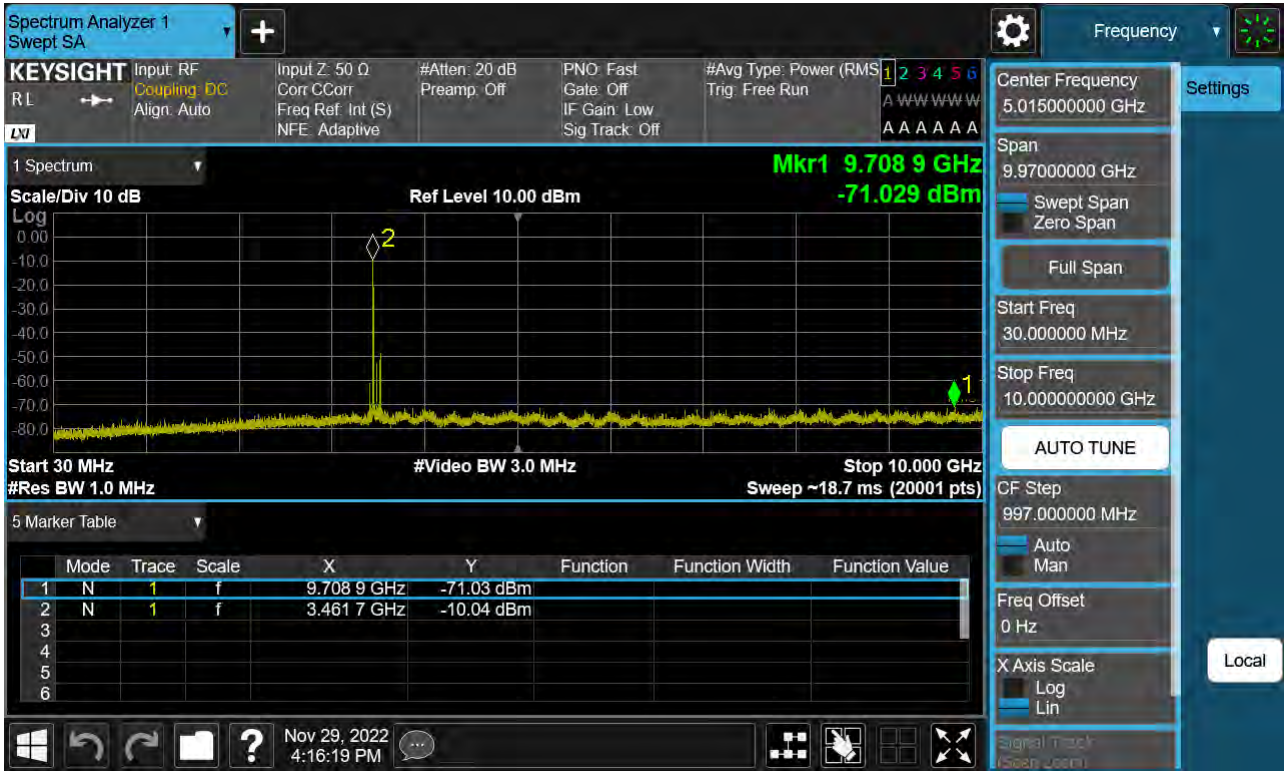 Spectrum Analyzer 1
Swept SA
Frequency
KEYSIGHT
RL
LXI
Input: RF
Coupling: DC
Align: Auto
Input Z: 50 Ω
Corr CCorr
Freq Ref: Int (S)
NFE: Adaptive
#Atten: 20 dB
Preamp: Off
PNO: Fast
Gate: Off
IF Gain: Low
Sig Track: Off
#Avg Type: Power (RMS
Trig: Free Run
1 2 3 4 5 6
A W W W W W
A A A A A A
1 Spectrum
Scale/Div 10 dB
Ref Level 10.00 dBm
Mkr1 9.708 9 GHz
-71.029 dBm
Log
0.00
-10.0
-20.0
-30.0
-40.0
-50.0
-60.0
-70.0
-80.0
2
1
Start 30 MHz
#Video BW 3.0 MHz
Stop 10.000 GHz
#Res BW 1.0 MHz
Sweep ~18.7 ms (20001 pts)
5 Marker Table
Mode Trace Scale X Y Function Function Width Function Value
1 N 1 f 9.708 9 GHz -71.03 dBm
2 N 1 f 3.461 7 GHz -10.04 dBm
3
4
5
6
Nov 29, 2022
4:16:19 PM
Center Frequency
5.015000000 GHz
Span
9.97000000 GHz
Swept Span
Zero Span
Full Span
Start Freq
30.000000 MHz
Stop Freq
10.000000000 GHz
AUTO TUNE
CF Step
997.000000 MHz
Auto
Man
Freq Offset
0 Hz
X Axis Scale
Log
Lin
Signal Track
(Span Zoom)
Settings
Local